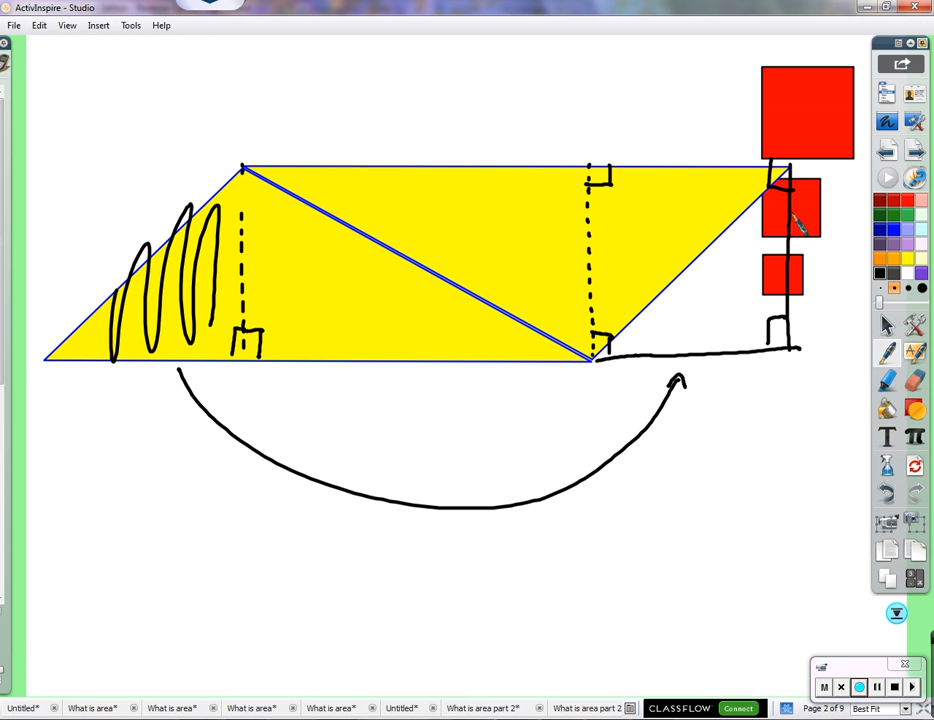 ActivInspire - Studio
File Edit View Insert Tools Help
T π
M
Untitled* What is area* What is area* What is area* What is area* Untitled* What is area part 2* What is area part 2 CLASSFLOW Connect Page 2 of 9 Best Fit